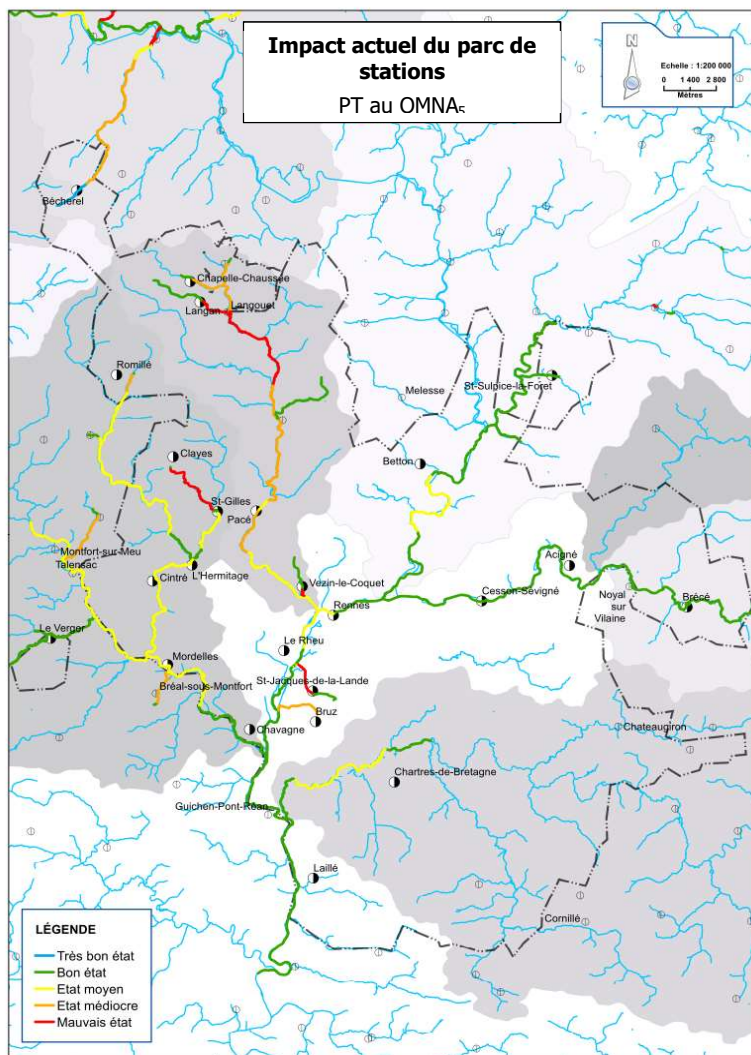 Impact actuel du parc de
stations
PT au QMNA₅
N
Echelle : 1:200 000
0 1 400 2 800
Mètres
Bécherel
Chapelle-Chaussée
Langan
Langouet
Romillé
St-Sulpice-la-Foret
Melesse
Clayes
Betton
St-Gilles
Pacé
Montfort-sur-Meu
Talensac
L'Hermitage
Cintré
Vezin-le-Coquet
Acigné
Cesson-Sévigné
Noyal
sur
Vilaine
Brécé
Rennes
Le Verger
Le Rheu
Mordelles
St-Jacques-de-la-Lande
Bréal-sous-Montfort
Bruz
Chavagne
Chateaugiron
Chartres-de-Bretagne
Guichen-Pont-Réan
Laillé
Cornillé
LÉGENDE
Très bon état
Bon état
Etat moyen
Etat médiocre
Mauvais état